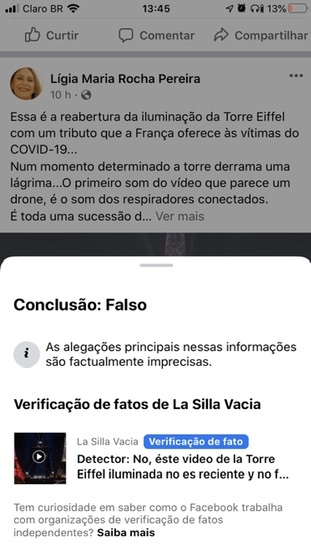 Claro BR
13:45
13%
Curtir
Comentar
Compartilhar
Lígia Maria Rocha Pereira
10 h ·
Essa é a reabertura da iluminação da Torre Eiffel
com um tributo que a França oferece às vítimas do
COVID-19...
Num momento determinado a torre derrama uma
lágrima...O primeiro som do vídeo que parece um
drone, é o som dos respiradores conectados.
É toda uma sucessão d... Ver mais
Conclusão: Falso
As alegações principais nessas informações
são factualmente imprecisas.
Verificação de fatos de La Silla Vacia
La Silla Vacia Verificação de fato
Detector: No, éste video de la Torre
Eiffel iluminada no es reciente y no f...
Tem curiosidade em saber como o Facebook trabalha
com organizações de verificação de fatos
independentes? Saiba mais